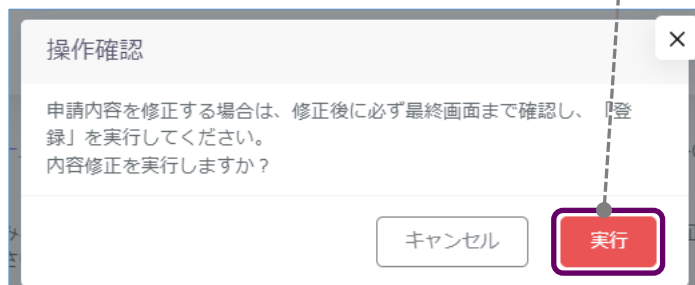 操作確認
申請内容を修正する場合は、修正後に必ず最終画面まで確認し、『登
録」を実行してください。
内容修正を実行しますか？
キャンセル
実行